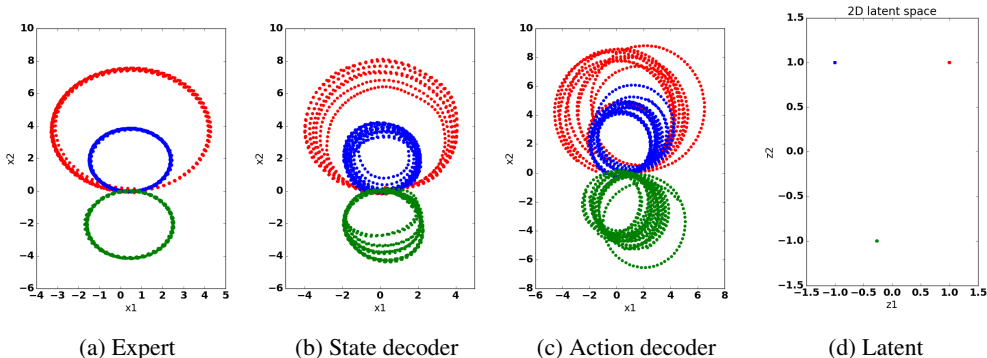 2D latent space
10
8
6
4
2
0
−2
−4
−6
−4 −3 −2 −1 0 1 2 3 4 5
x1
x2
10
8
6
4
2
0
−2
−4
−6
−4 −2 0 2 4
x1
x2
10
8
6
4
2
0
−2
−4
−6
−8
−6 −4 −2 0 2 4 6 8
x1
x2
1.5
1.0
0.5
0.0
−0.5
−1.0
−1.5
−1.5 −1.0 −0.5 0.0 0.5 1.0 1.5
z1
z2
(a) Expert (b) State decoder (c) Action decoder (d) Latent